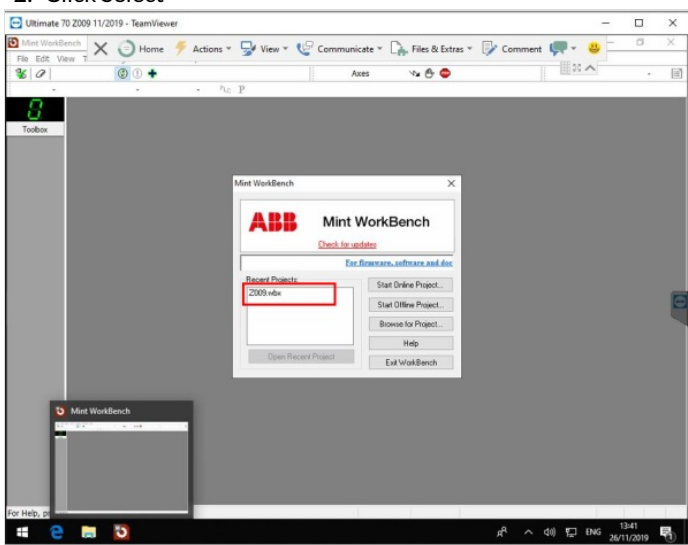 2. Click Select
Ultimate 70 Z009 11/2019 - TeamViewer
Mint WorkBench
Home Actions View Communicate Files & Extras Comment
File Edit View T
Axes
Toolbox
Mint WorkBench
ABB Mint WorkBench
Check for updates
For firmware, software and doc
Recent Projects
Z009.wbx
Start Online Project...
Start Offline Project...
Browse for Project...
Help
Open Recent Project
Exit WorkBench
Mint WorkBench
For Help, p
ENG
13:41
26/11/2019